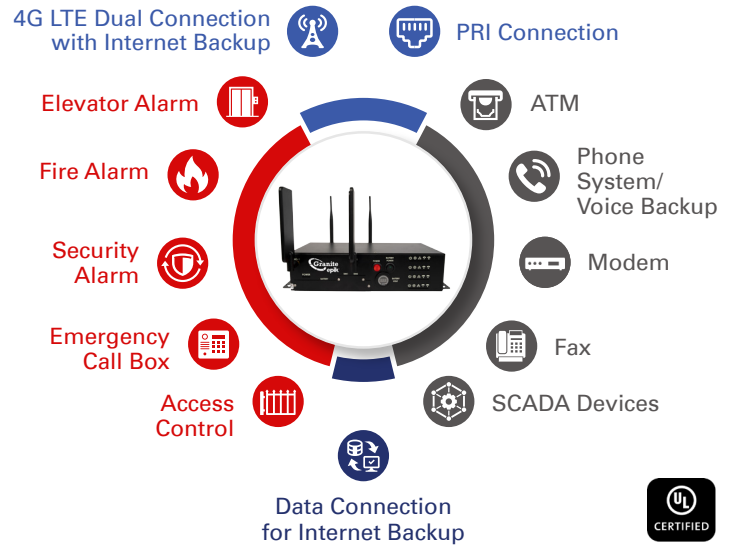 4G LTE Dual Connection
with Internet Backup
PRI Connection
Elevator Alarm
ATM
Fire Alarm
Phone
System/
Voice Backup
Security
Alarm
Granite
epik
Modem
Emergency
Call Box
Fax
Access
Control
SCADA Devices
Data Connection
for Internet Backup
UL
CERTIFIED